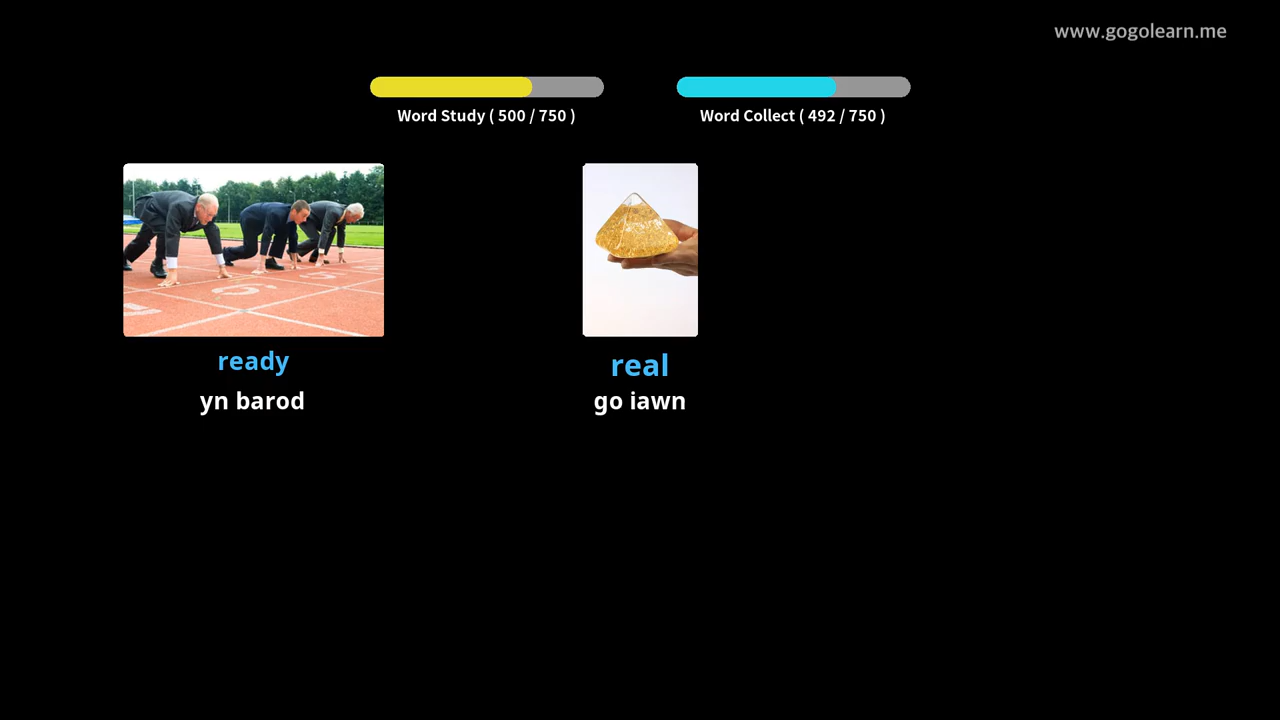 www.gogolearn.me
Word Study ( 500 / 750 )
Word Collect ( 492 / 750 )
ready
yn barod
real
go iawn